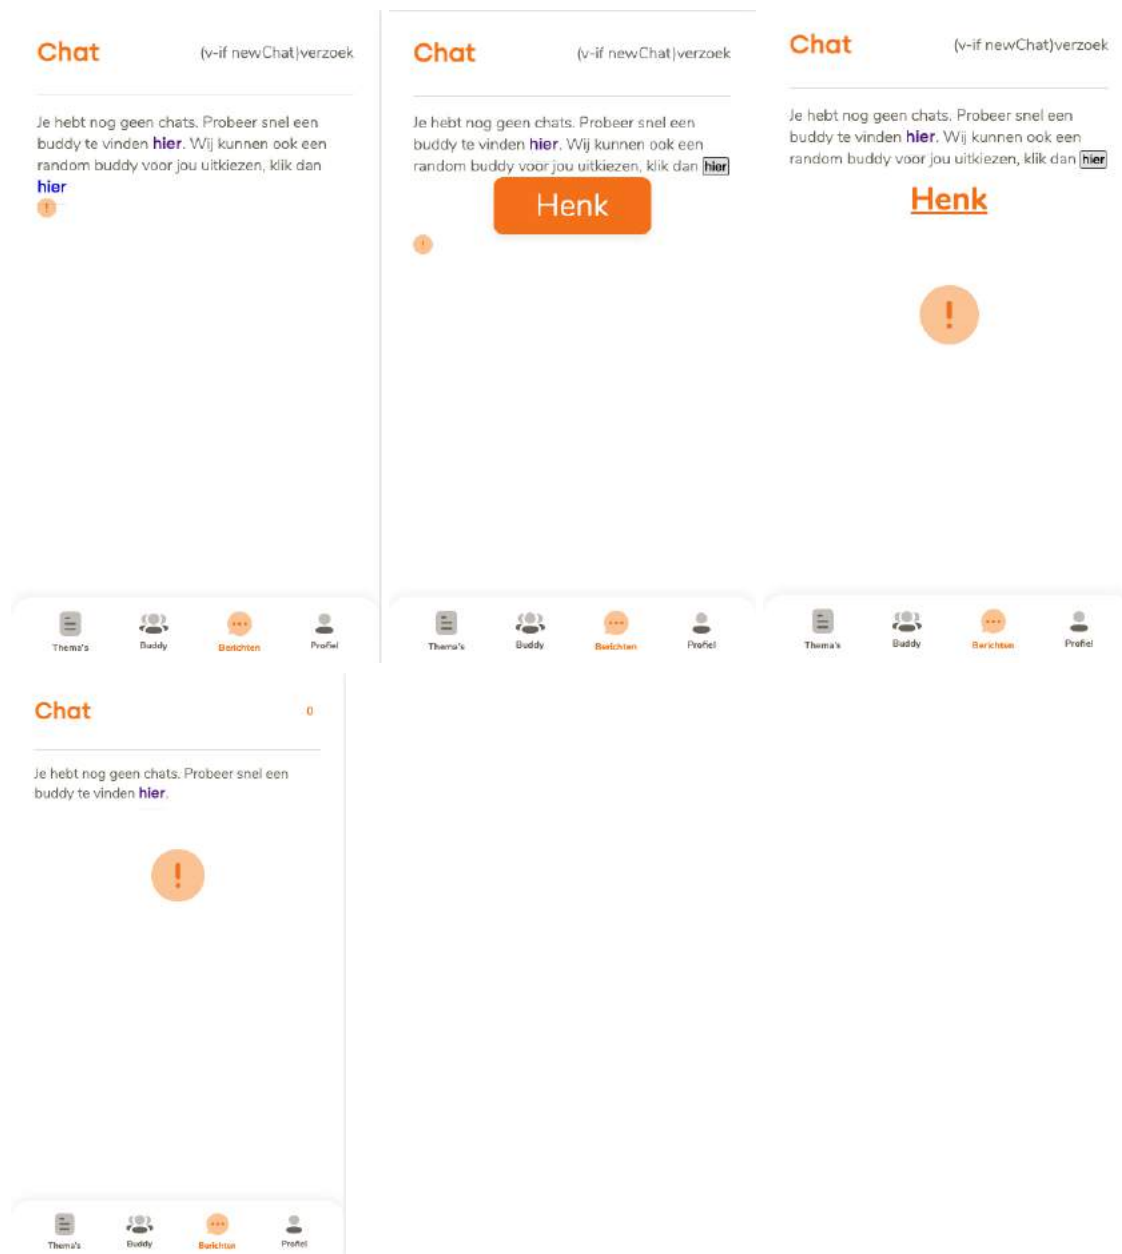 Chat (v-if newChat)verzoek
Je hebt nog geen chats. Probeer snel een
buddy te vinden hier. Wij kunnen ook een
random buddy voor jou uitkiezen, klik dan
hier
!
Thema's Buddy Berichten Profiel
Chat (v-if newChat)verzoek
Je hebt nog geen chats. Probeer snel een
buddy te vinden hier. Wij kunnen ook een
random buddy voor jou uitkiezen, klik dan hier
Henk
!
Thema's Buddy Berichten Profiel
Chat (v-if newChat)verzoek
Je hebt nog geen chats. Probeer snel een
buddy te vinden hier. Wij kunnen ook een
random buddy voor jou uitkiezen, klik dan hier
Henk
!
Thema's Buddy Berichten Profiel
Chat 0
Je hebt nog geen chats. Probeer snel een
buddy te vinden hier.
!
Thema's Buddy Berichten Profiel